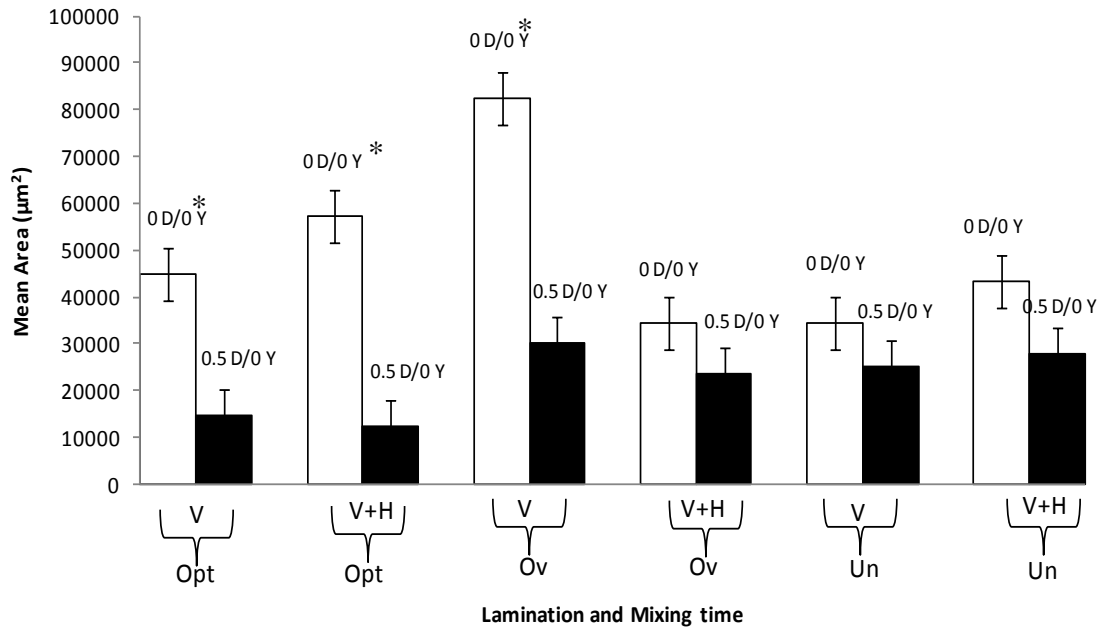 100000
90000
80000
70000
60000
50000
40000
30000
20000
10000
0
Mean Area (µm²)
0 D/0 Y *
0.5 D/0 Y
0 D/0 Y *
0.5 D/0 Y
0 D/0 Y *
0.5 D/0 Y
0 D/0 Y
0.5 D/0 Y
0 D/0 Y
0.5 D/0 Y
0 D/0 Y
0.5 D/0 Y
V V+H V V+H V V+H
Opt Opt Ov Ov Un Un
Lamination and Mixing time